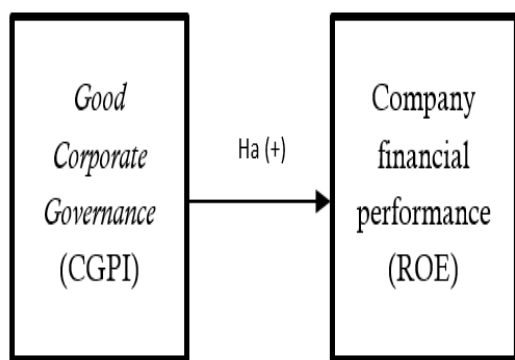 Good
Corporate
Governance
(CGPI)
Ha (+)
Company
financial
performance
(ROE)